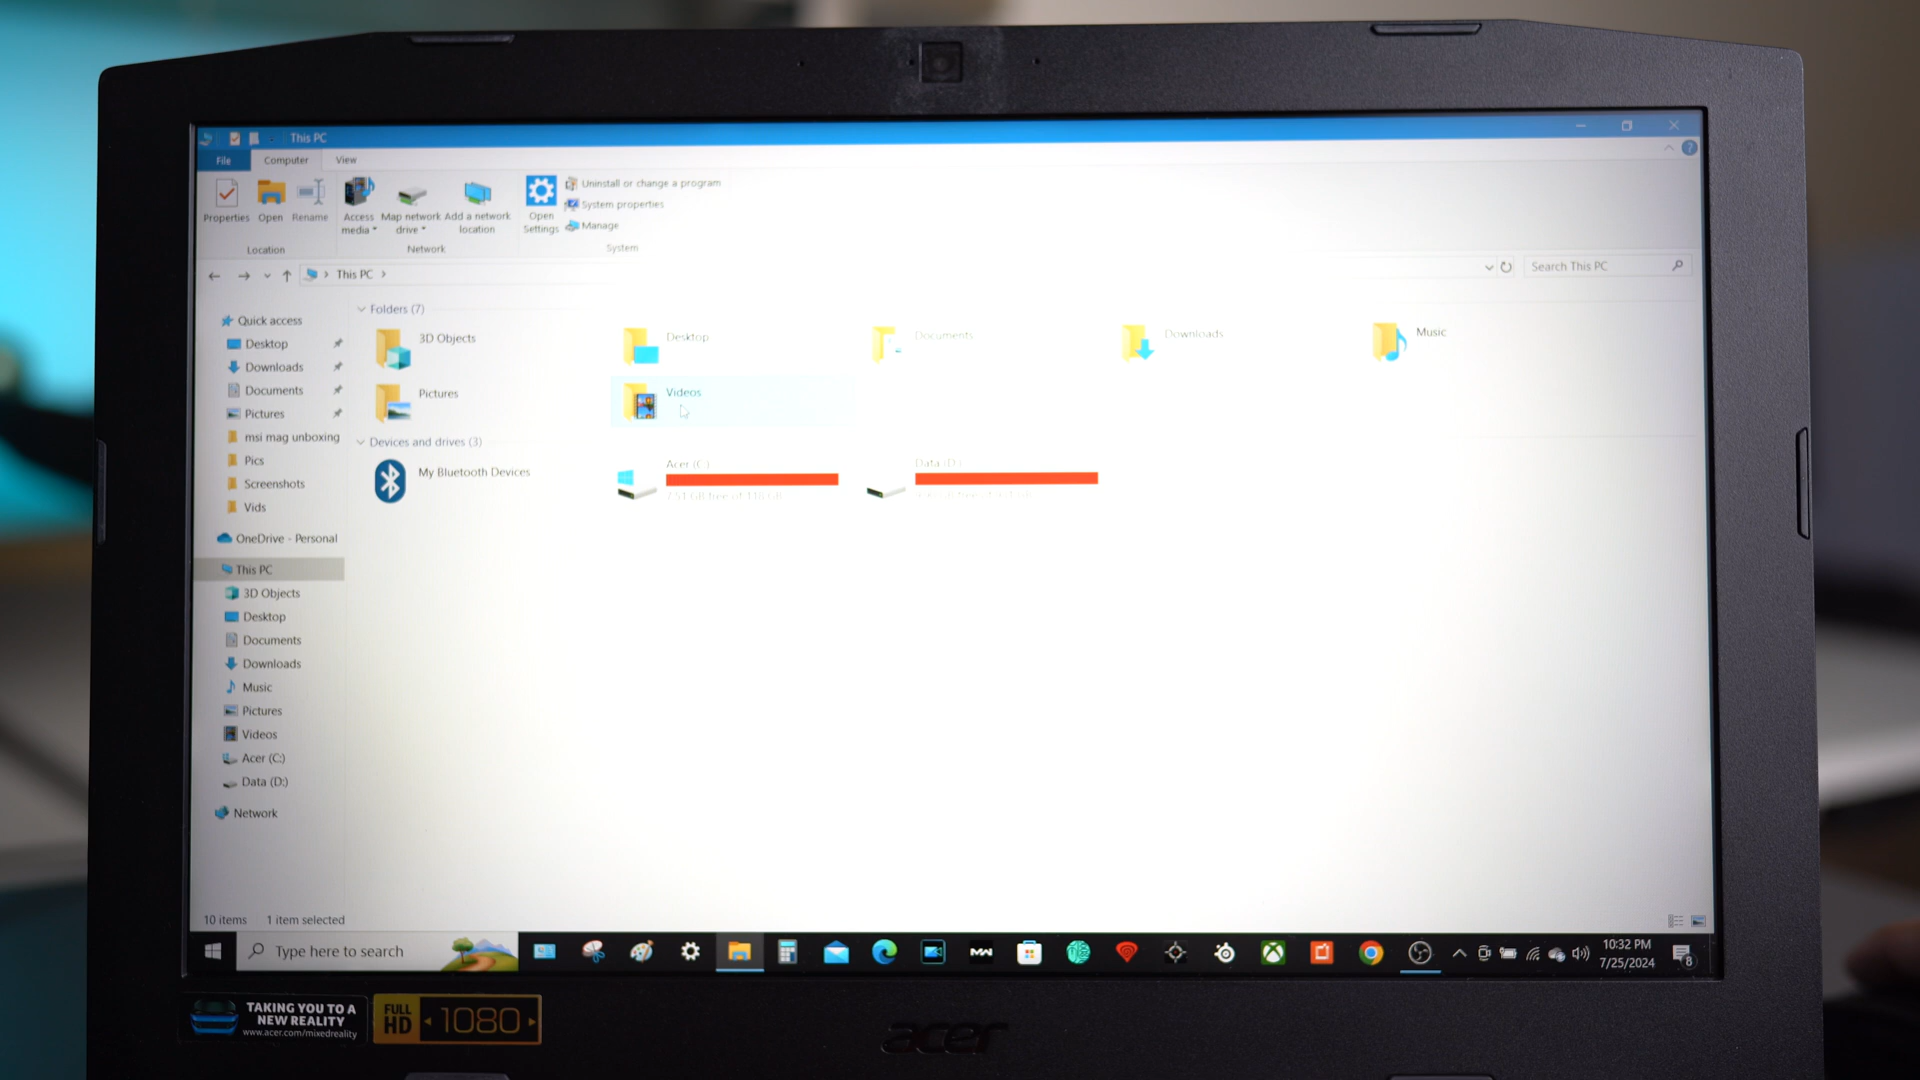 This PC
File Computer View
Properties Open Rename Access media Map network drive Add a network location Open Settings
Uninstall or change a program
System properties
Manage
Location Network System
This PC
Search This PC
Quick access
Desktop
Downloads
Documents
Pictures
msi mag unboxing
Pics
Screenshots
Vids
OneDrive - Personal
This PC
3D Objects
Desktop
Documents
Downloads
Music
Pictures
Videos
Acer (C:)
Data (D:)
Network
Folders (7)
3D Objects Desktop Documents Downloads Music
Pictures Videos
Devices and drives (3)
My Bluetooth Devices Acer (C:) Data (D:)
10 items 1 item selected
Type here to search
10:32 PM
7/25/2024
8
TAKING YOU TO A
NEW REALITY
www.acer.com/mixedreality
FULL HD 1080
acer